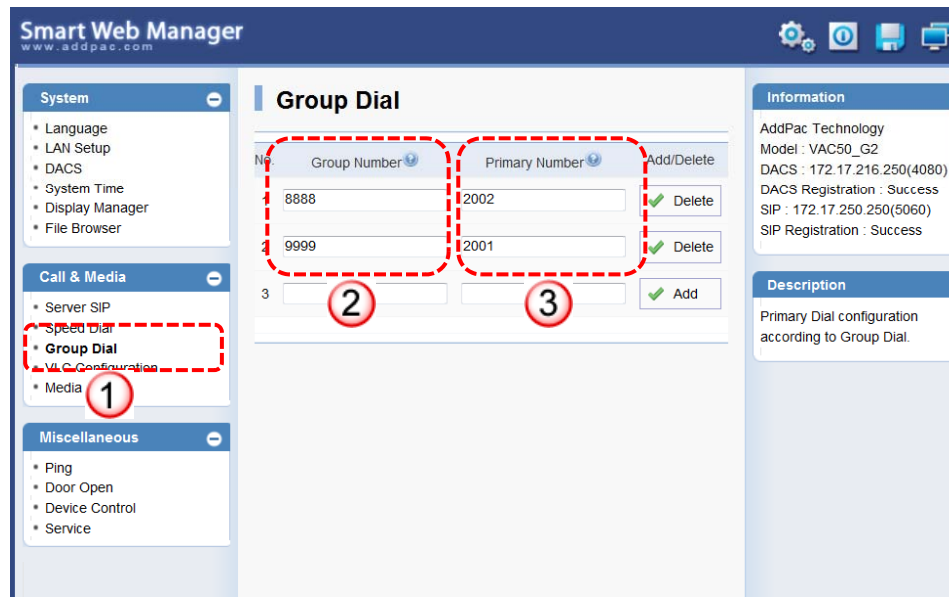 Smart Web Manager
www.addpac.com
System
Language
LAN Setup
DACS
System Time
Display Manager
File Browser
Call & Media
Server SIP
Speed Dial
Group Dial
VLC Configuration
Media
1
Miscellaneous
Ping
Door Open
Device Control
Service
Group Dial
No. Group Number Primary Number Add/Delete
1 8888 2002 Delete
2 9999 2001 Delete
3 Add
2 3
Information
AddPac Technology
Model : VAC50_G2
DACS : 172.17.216.250(4080)
DACS Registration : Success
SIP : 172.17.250.250(5060)
SIP Registration : Success
Description
Primary Dial configuration
according to Group Dial.